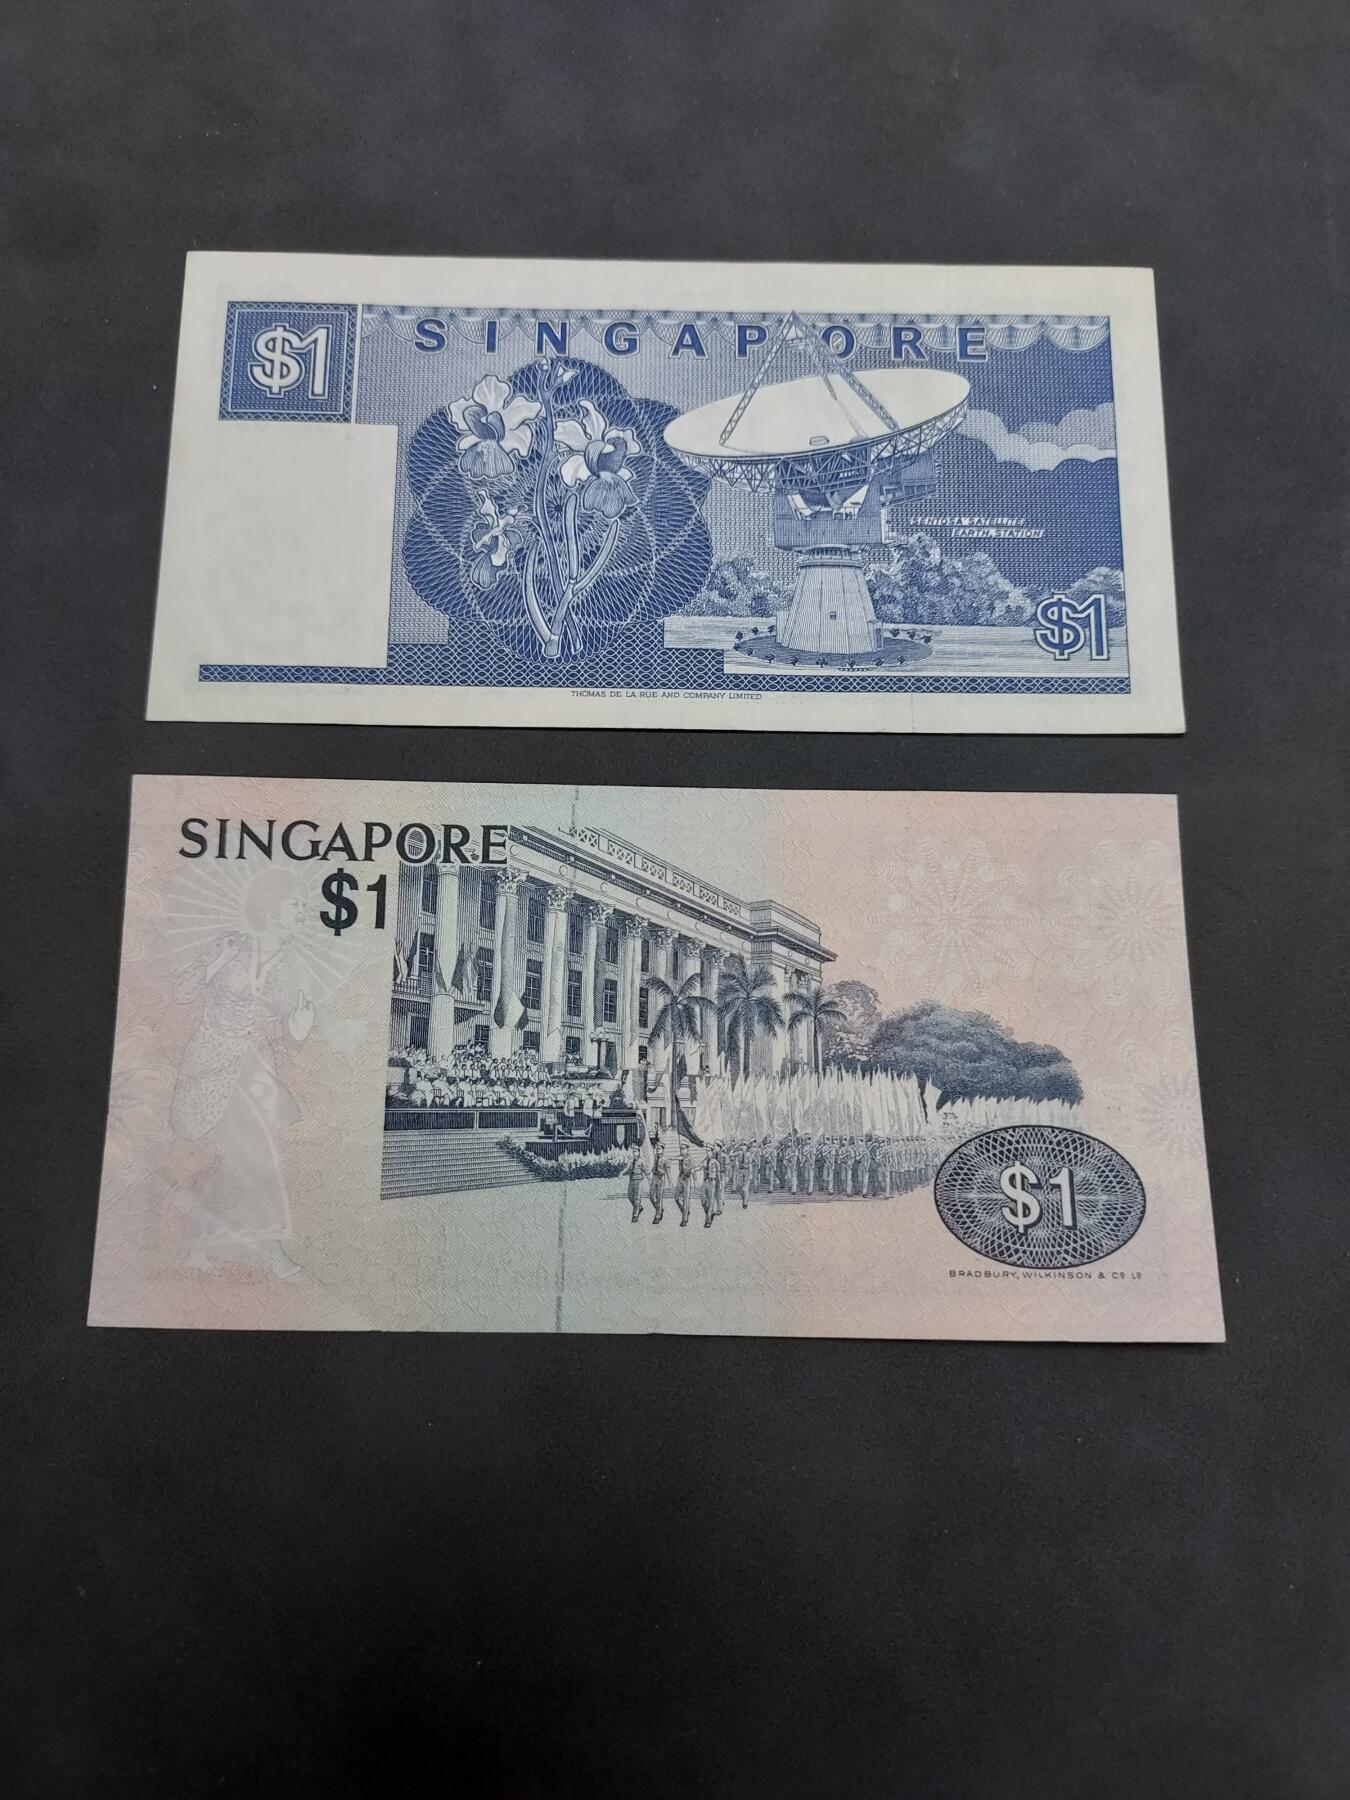 $1
SINGAPORE
SENTOSA SATELLITE
EARTH STATION
$1
THOMAS DE LA RUE AND COMPANY LIMITED
SINGAPORE
$1
$1
BRADBURY, WILKINSON & Cº Lº